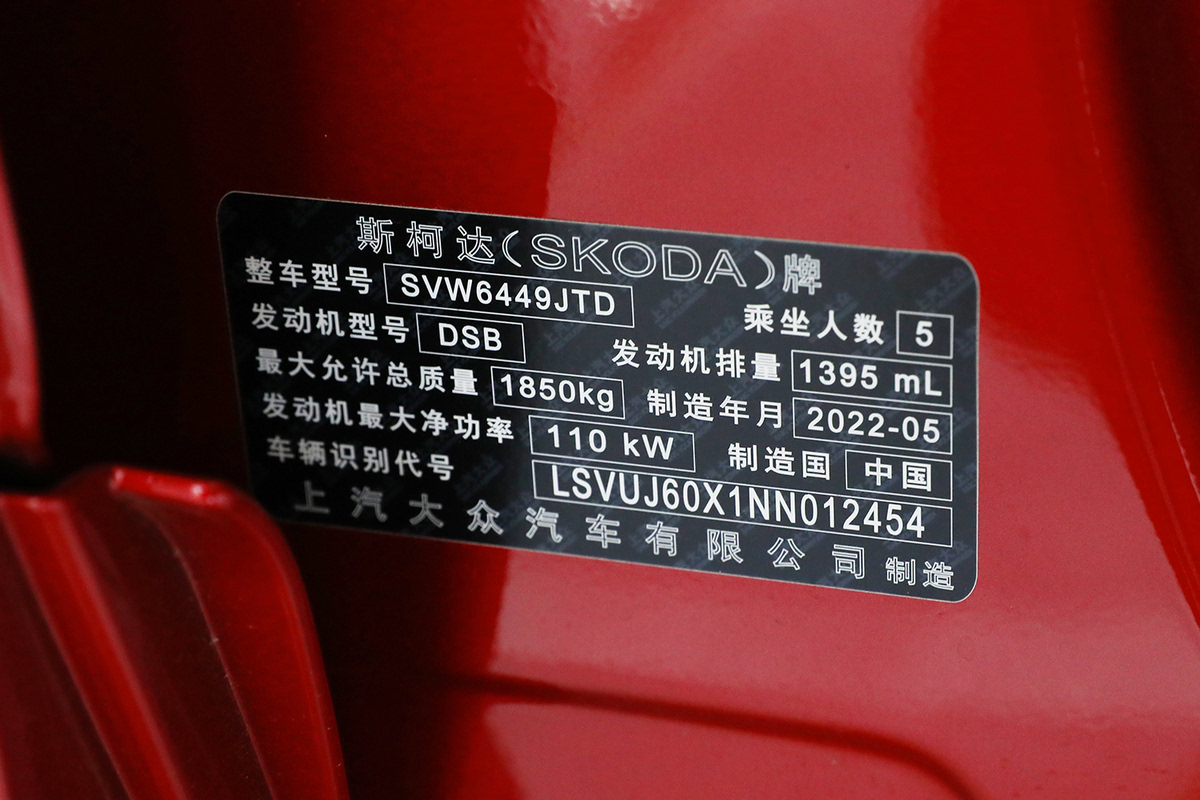 斯柯达(SKODA)牌
整车型号 SVW6449JTD 乘坐人数 5
发动机型号 DSB 发动机排量 1395 mL
最大允许总质量 1850kg 制造年月 2022-05
发动机最大净功率 110 kW 制造国 中国
车辆识别代号 LSVUJ60X1NN012454
上汽大众汽车有限公司 制造